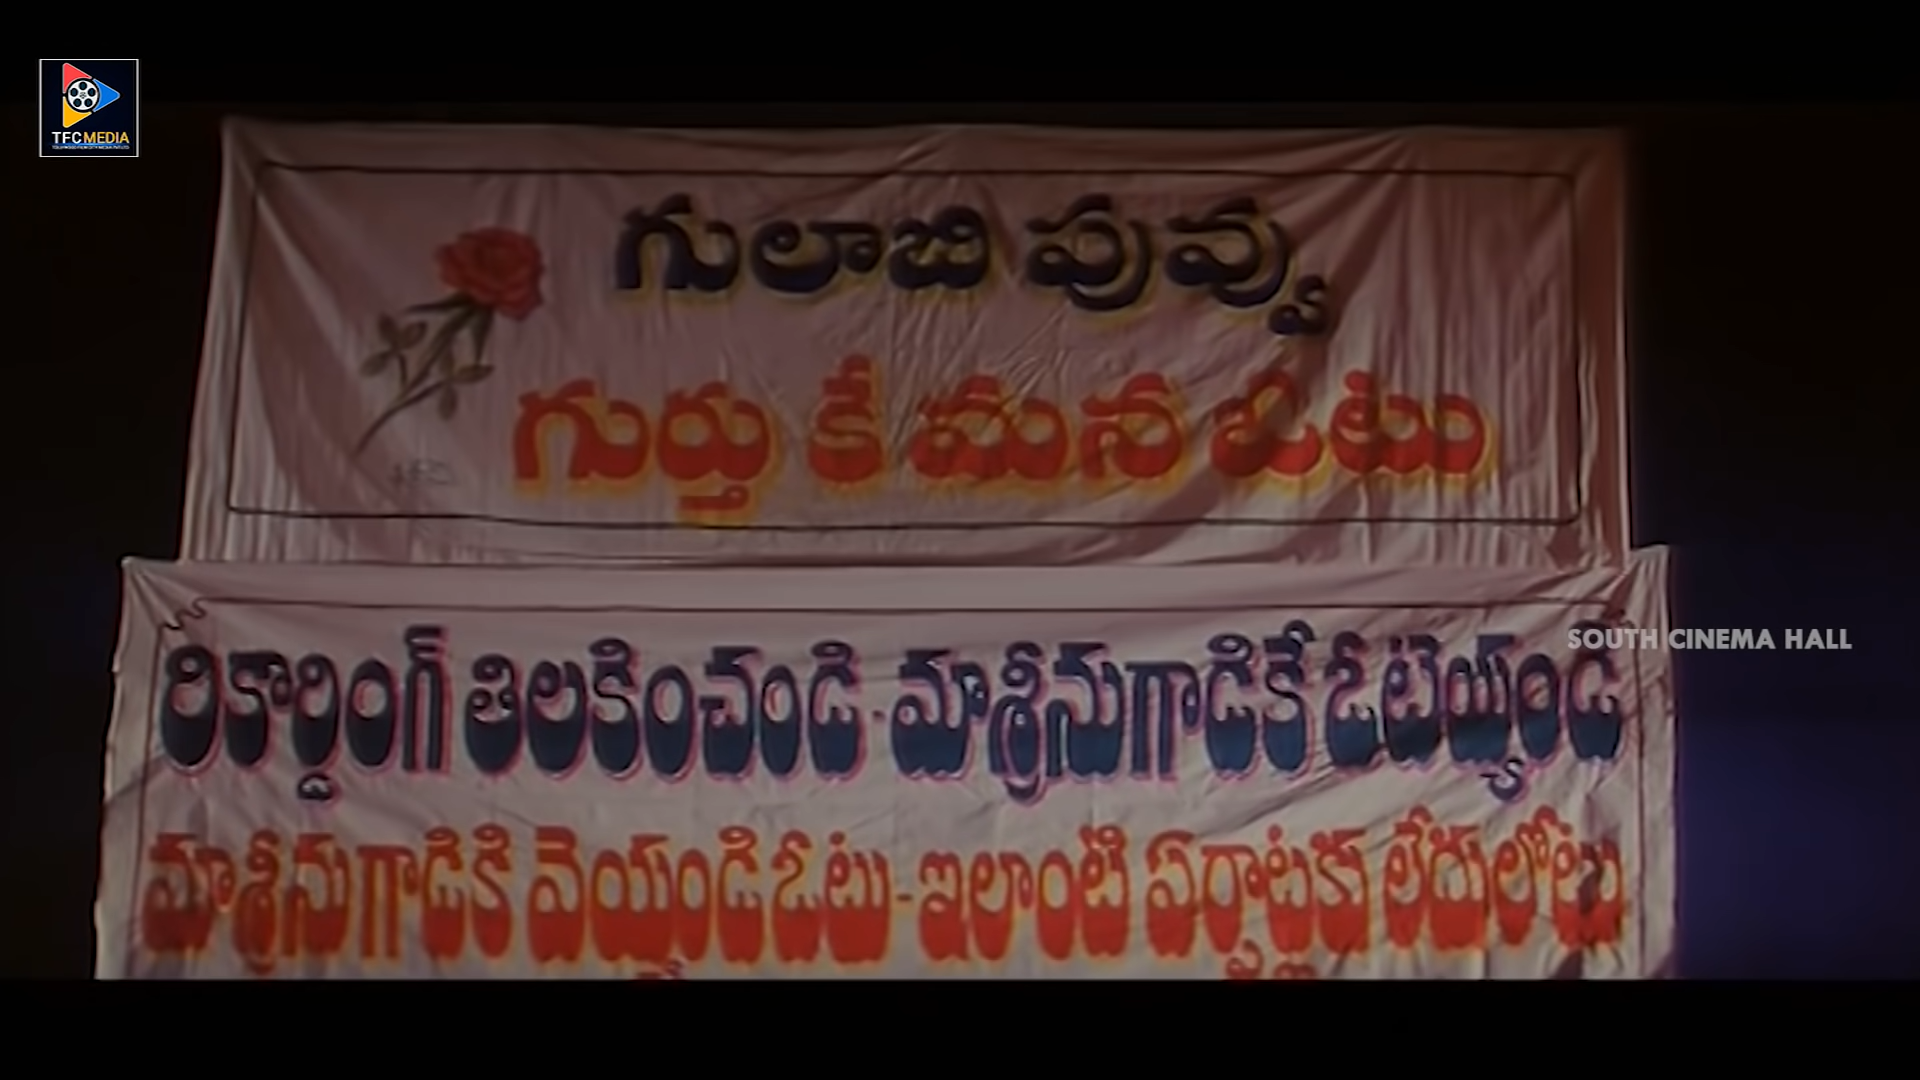 TFCMEDIA
గులాబి పువ్వు
గుర్తు కే మన ఓటు
రికార్డింగ్ తిలకించండి - మాశ్రీనుగాడికే ఓటెయ్యండి
SOUTH CINEMA HALL
మాశ్రీనుగాడికి వెయ్యండి ఓటు - ఇలాంటి ఏర్పాట్లకు లేదులోటు